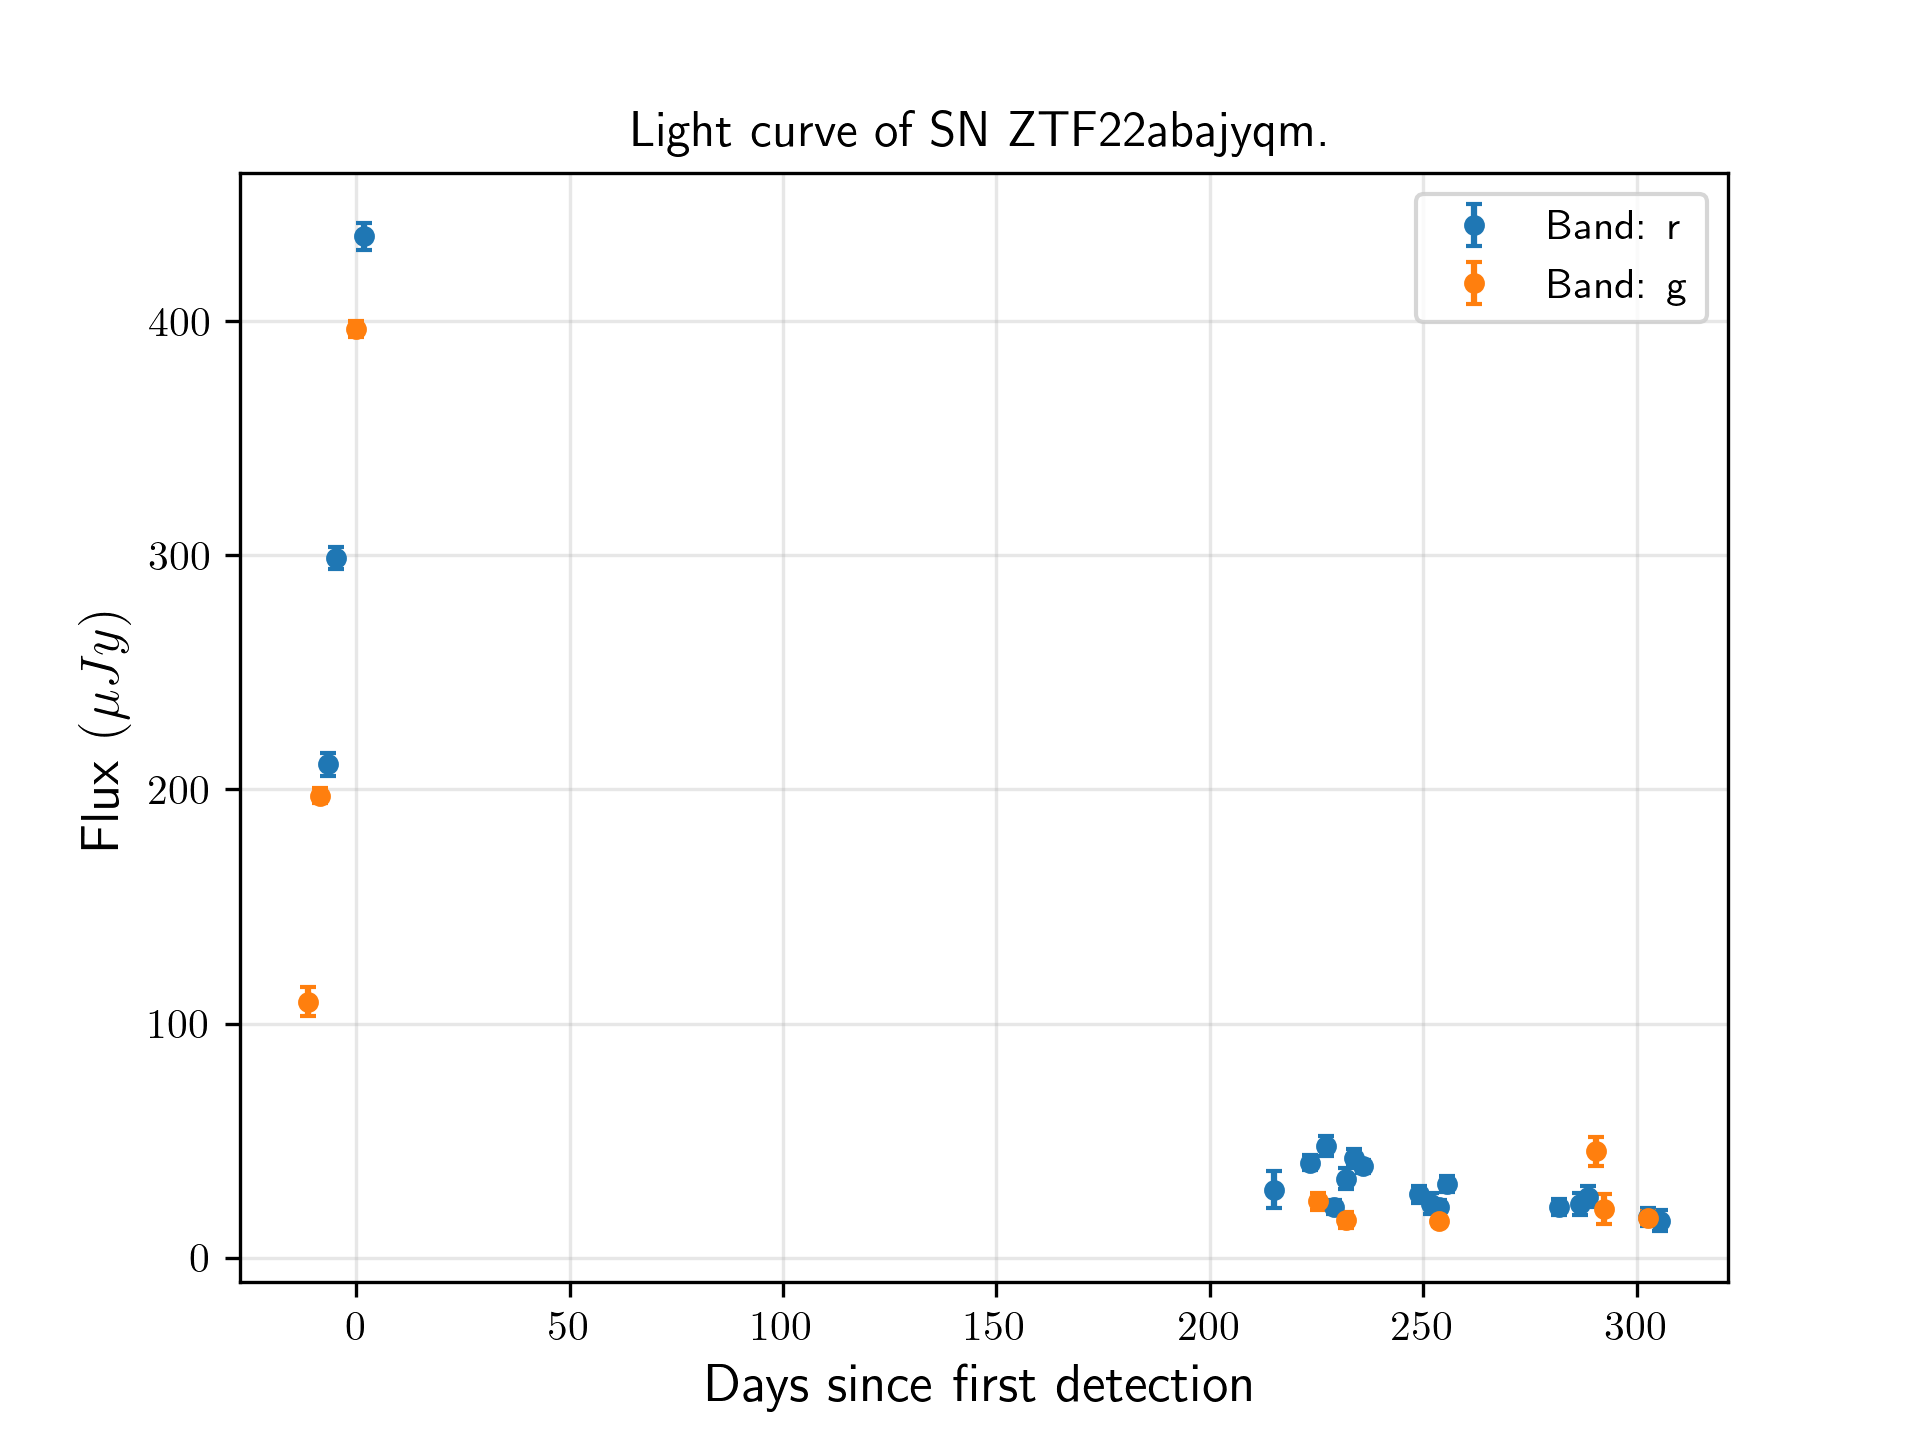 Light curve of SN ZTF22abajyqm.
Band: r
Band: g
Flux (μJy)
400
300
200
100
0
0 50 100 150 200 250 300
Days since first detection